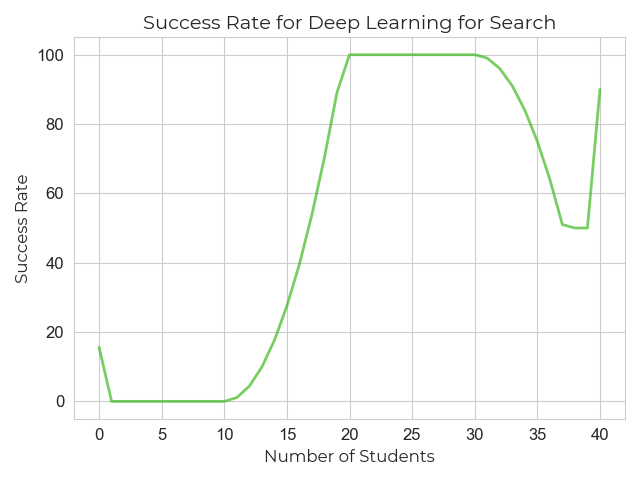 Success Rate for Deep Learning for Search
100
80
60
40
20
0
Success Rate
0 5 10 15 20 25 30 35 40
Number of Students